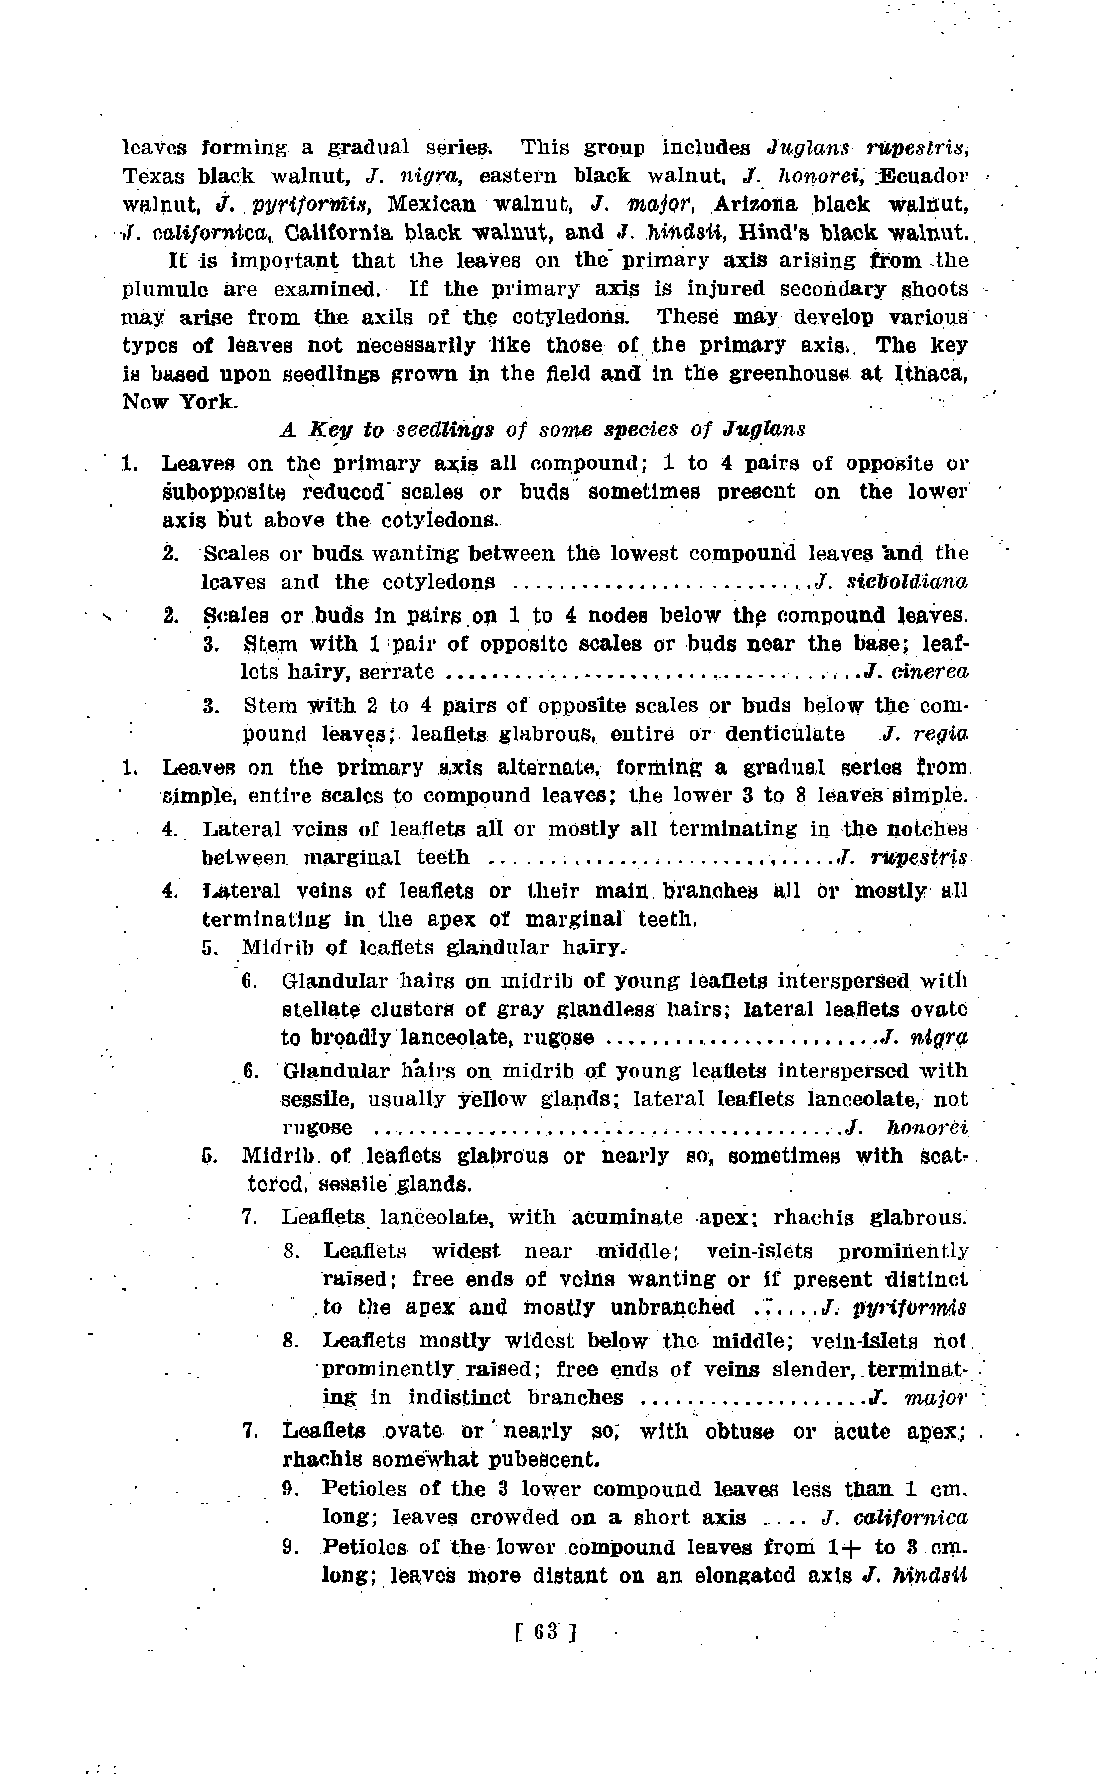 leaves forming a gradual series. This group includes Juglans rupestris,
Texas black walnut, J. nigra, eastern black walnut, J. honorei, Ecuador
walnut, J. pyriformis, Mexican walnut, J. major, Arizona black walnut,
J. californica, California black walnut, and J. hindsii, Hind's black walnut.
It is important that the leaves on the primary axis arising from the
plumule are examined. If the primary axis is injured secondary shoots
may arise from the axils of the cotyledons. These may develop various
types of leaves not necessarily like those of the primary axis. The key
is based upon seedlings grown in the field and in the greenhouse at Ithaca,
New York.
A Key to seedlings of some species of Juglans
1. Leaves on the primary axis all compound; 1 to 4 pairs of opposite or
subopposite reduced scales or buds sometimes present on the lower
axis but above the cotyledons.
2. Scales or buds wanting between the lowest compound leaves and the
leaves and the cotyledons .......................... J. sieboldiana
2. Scales or buds in pairs on 1 to 4 nodes below the compound leaves.
3. Stem with 1 pair of opposite scales or buds near the base; leaf-
lets hairy, serrate .................................... J. cinerea
3. Stem with 2 to 4 pairs of opposite scales or buds below the com-
pound leaves; leaflets glabrous, entire or denticulate J. regia
1. Leaves on the primary axis alternate, forming a gradual series from
simple, entire scales to compound leaves; the lower 3 to 8 leaves simple.
4. Lateral veins of leaflets all or mostly all terminating in the notches
between marginal teeth .............................. J. rupestris
4. Lateral veins of leaflets or their main branches all or mostly all
terminating in the apex of marginal teeth.
5. Midrib of leaflets glandular hairy.
6. Glandular hairs on midrib of young leaflets interspersed with
stellate clusters of gray glandless hairs; lateral leaflets ovate
to broadly lanceolate, rugose ........................ J. nigra
6. Glandular hairs on midrib of young leaflets interspersed with
sessile, usually yellow glands; lateral leaflets lanceolate, not
rugose ......................................... J. honorei
5. Midrib of leaflets glabrous or nearly so, sometimes with scat-
tered, sessile glands.
7. Leaflets lanceolate, with acuminate apex; rhachis glabrous.
8. Leaflets widest near middle; vein-islets prominently
raised; free ends of veins wanting or if present distinct
to the apex and mostly unbranched ...... J. pyriformis
8. Leaflets mostly widest below the middle; vein-islets not
prominently raised; free ends of veins slender, terminat-
ing in indistinct branches .................... J. major
7. Leaflets ovate or nearly so, with obtuse or acute apex;
rhachis somewhat pubescent.
9. Petioles of the 3 lower compound leaves less than 1 cm.
long; leaves crowded on a short axis .... J. californica
9. Petioles of the lower compound leaves from 1+ to 3 cm.
long; leaves more distant on an elongated axis J. hindsii
[ 63 ]